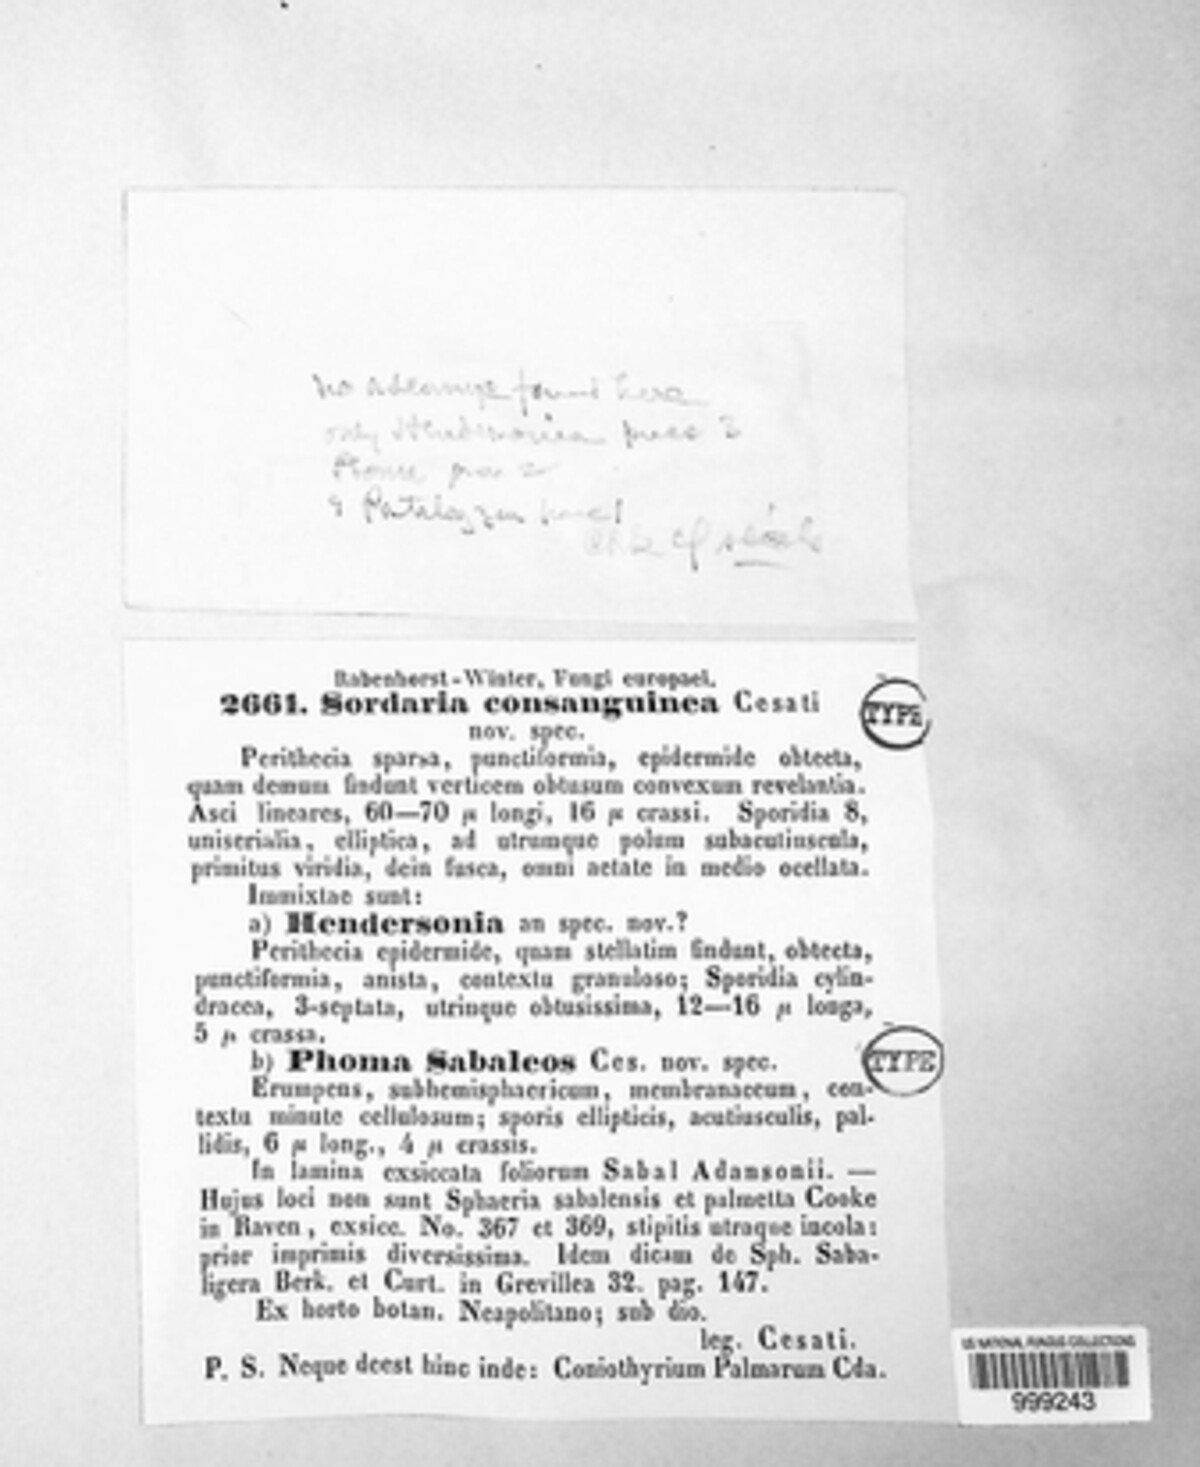 found here
only Hendersonia
Rabenhorst-Winter, Fungi europaei.
2661. Sordaria consanguinea Cesati
nov. spec.
TYPE
Perithecia sparsa, punctiformia, epidermide obtecta,
quam demum findunt verticem obtusum convexum revelantia.
Asci lineares, 60—70 µ longi, 16 µ crassi. Sporidia 8,
uniserialia, elliptica, ad utrumque polum subacutiuscula,
primitus viridia, dein fusca, omni aetate in medio ocellata.
Immixtae sunt:
a) Hendersonia an spec. nov.?
Perithecia epidermide, quam stellatim findunt, obtecta,
punctiformia, anista, contextu granuloso; Sporidia cylin-
dracea, 3-septata, utrinque obtusissima, 12—16 µ longa,
5 µ crassa.
b) Phoma Sabaleos Ces. nov. spec.
TYPE
Erumpens, subhemisphaericum, membranaceum, con-
textu minute cellulosum; sporis ellipticis, acutiusculis, pal-
lidis, 6 µ long., 4 µ crassis.
In lamina exsiccata foliorum Sabal Adansonii. —
Hujus loci non sunt Sphaeria sabalensis et palmetta Cooke
in Raven, exsicc. No. 367 et 369, stipitis utraque incola:
prior imprimis diversissima. Idem dicam de Sph. Saba-
ligera Berk. et Curt. in Grevillea 32. pag. 147.
Ex horto botan. Neapolitano; sub dio.
leg. Cesati.
P. S. Neque deest hinc inde: Coniothyrium Palmarum Cda.
US NATIONAL FUNGUS COLLECTIONS
999243